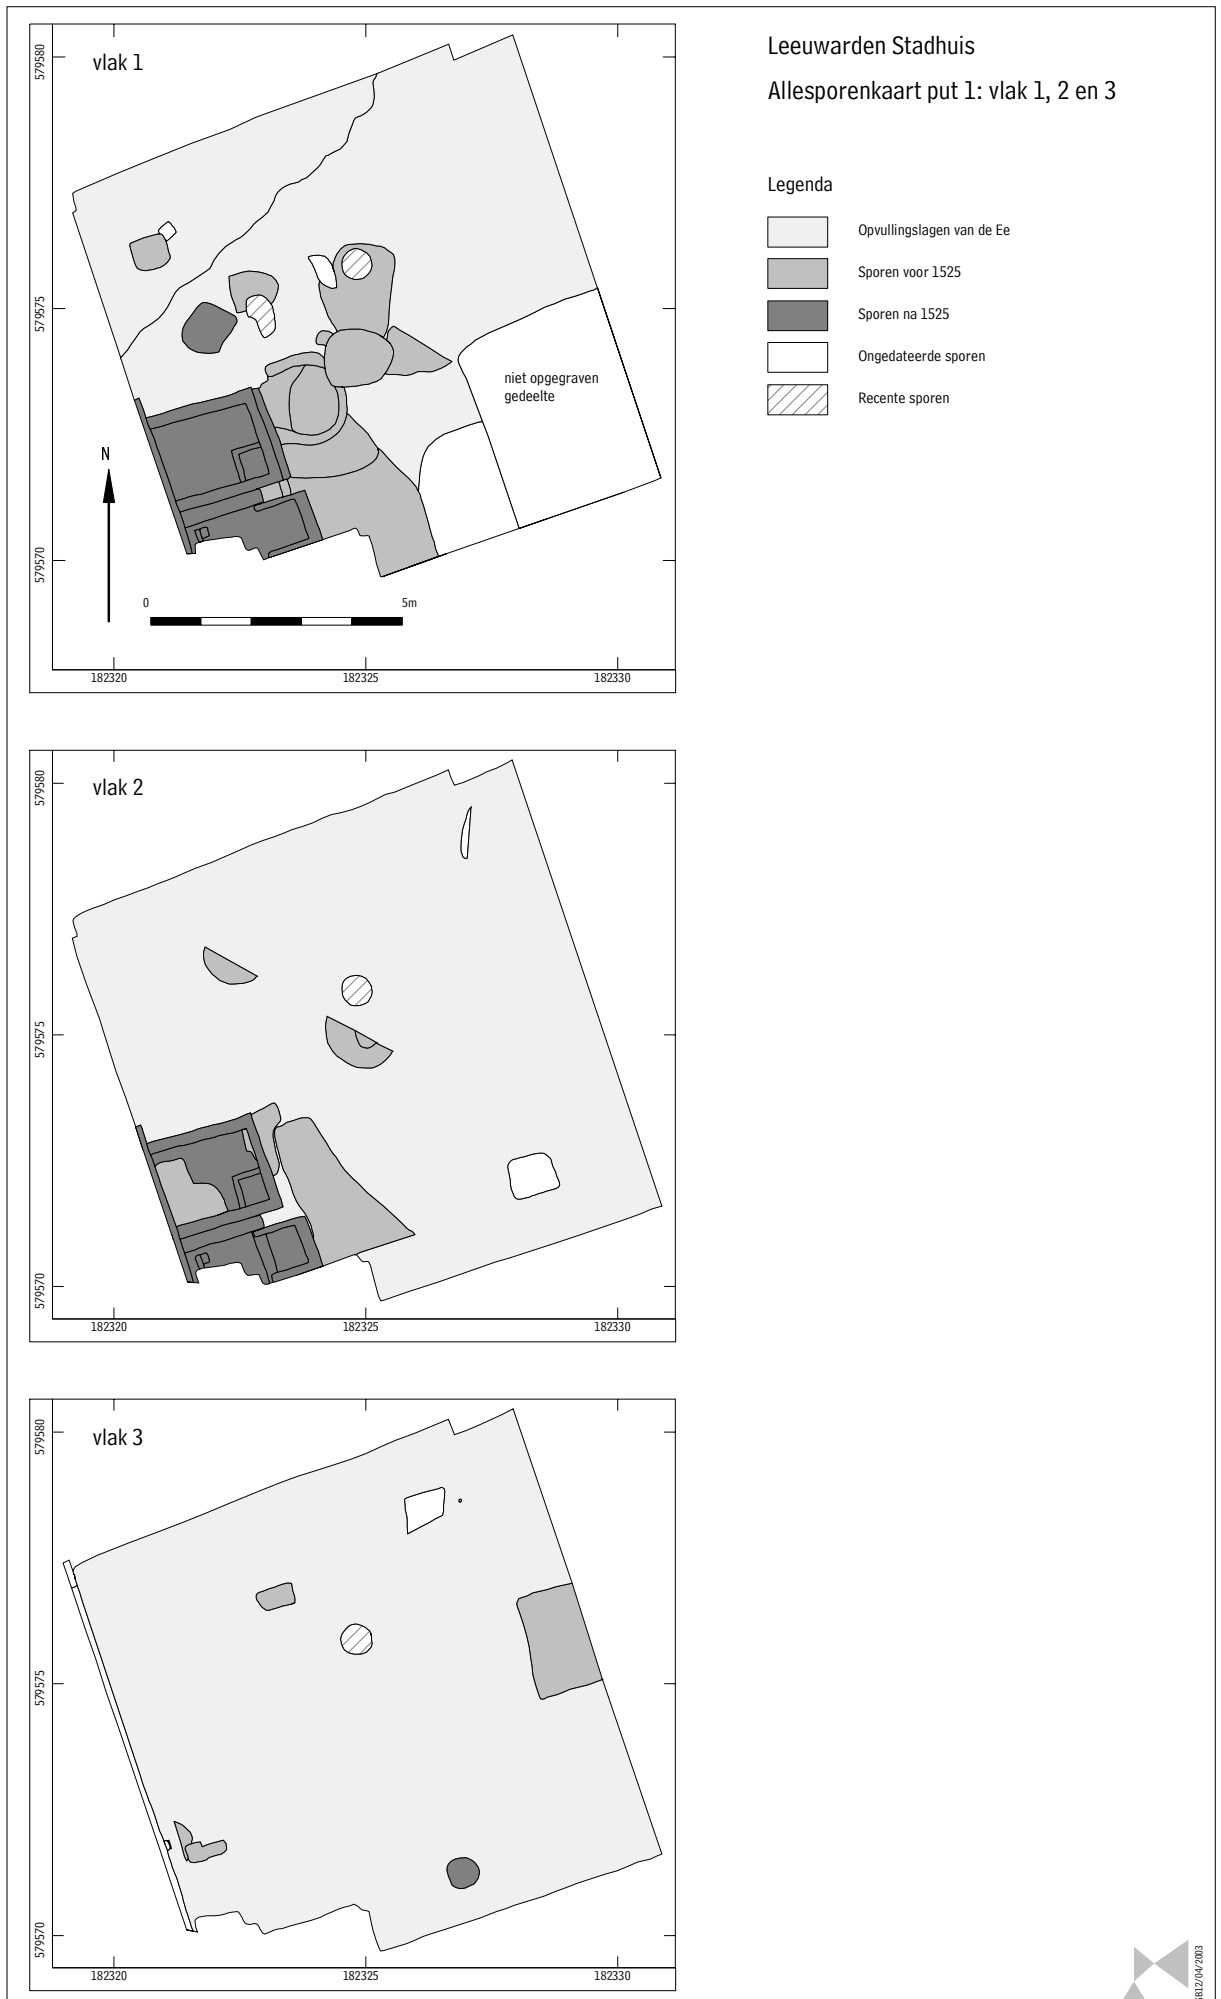 vlak 1
579580
579575
579570
niet opgegraven
gedeelte
N
0
5m
182320
182325
182330
Leeuwarden Stadhuis
Allesporenkaart put 1: vlak 1, 2 en 3
Legenda
Opvullingslagen van de Ee
Sporen voor 1525
Sporen na 1525
Ongedateerde sporen
Recente sporen
vlak 2
579580
579575
579570
182320
182325
182330
vlak 3
579580
579575
579570
182320
182325
182330